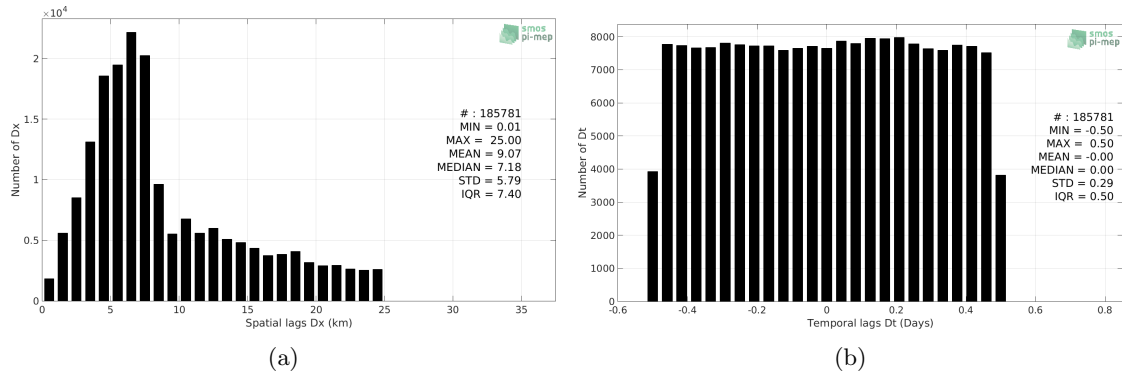 ×10⁴
2
1.5
1
0.5
0
Number of Dx
0 5 10 15 20 25 30 35
Spatial lags Dx (km)
smos
pi-mep
# : 185781
MIN = 0.01
MAX = 25.00
MEAN = 9.07
MEDIAN = 7.18
STD = 5.79
IQR = 7.40
(a)
8000
7000
6000
5000
4000
3000
2000
1000
0
Number of Dt
-0.6 -0.4 -0.2 0 0.2 0.4 0.6 0.8
Temporal lags Dt (Days)
smos
pi-mep
# : 185781
MIN = -0.50
MAX = 0.50
MEAN = -0.00
MEDIAN = 0.00
STD = 0.29
IQR = 0.50
(b)